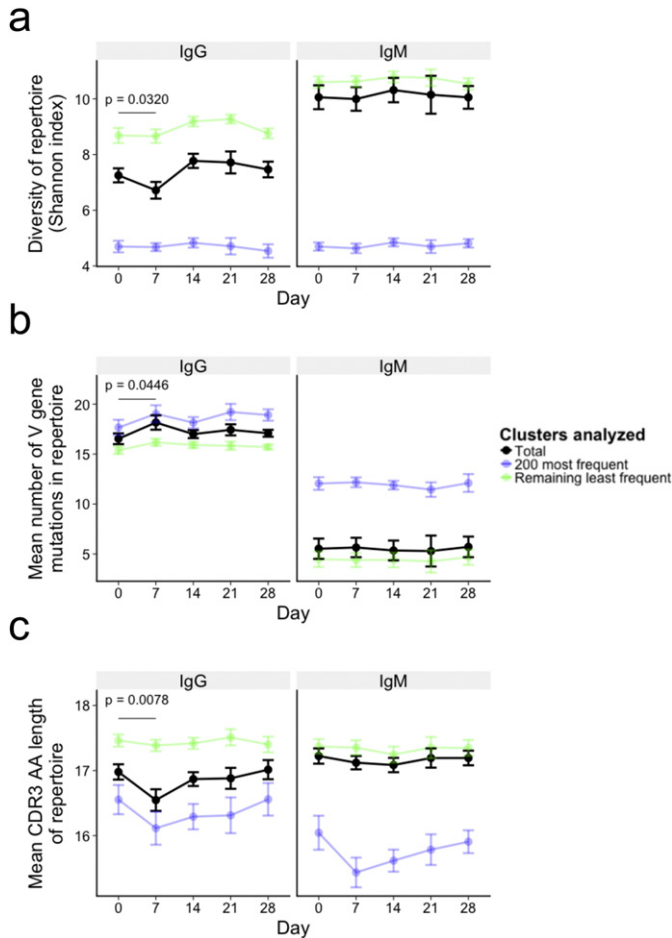 a
IgG IgM
p = 0.0320
Diversity of repertoire
(Shannon index)
10
8
6
4
0 7 14 21 28 0 7 14 21 28
Day
b
IgG IgM
p = 0.0446
Mean number of V gene
mutations in repertoire
20
15
10
5
0 7 14 21 28 0 7 14 21 28
Day
Clusters analyzed
Total
200 most frequent
Remaining least frequent
c
IgG IgM
p = 0.0078
Mean CDR3 AA length
of repertoire
18
17
16
0 7 14 21 28 0 7 14 21 28
Day